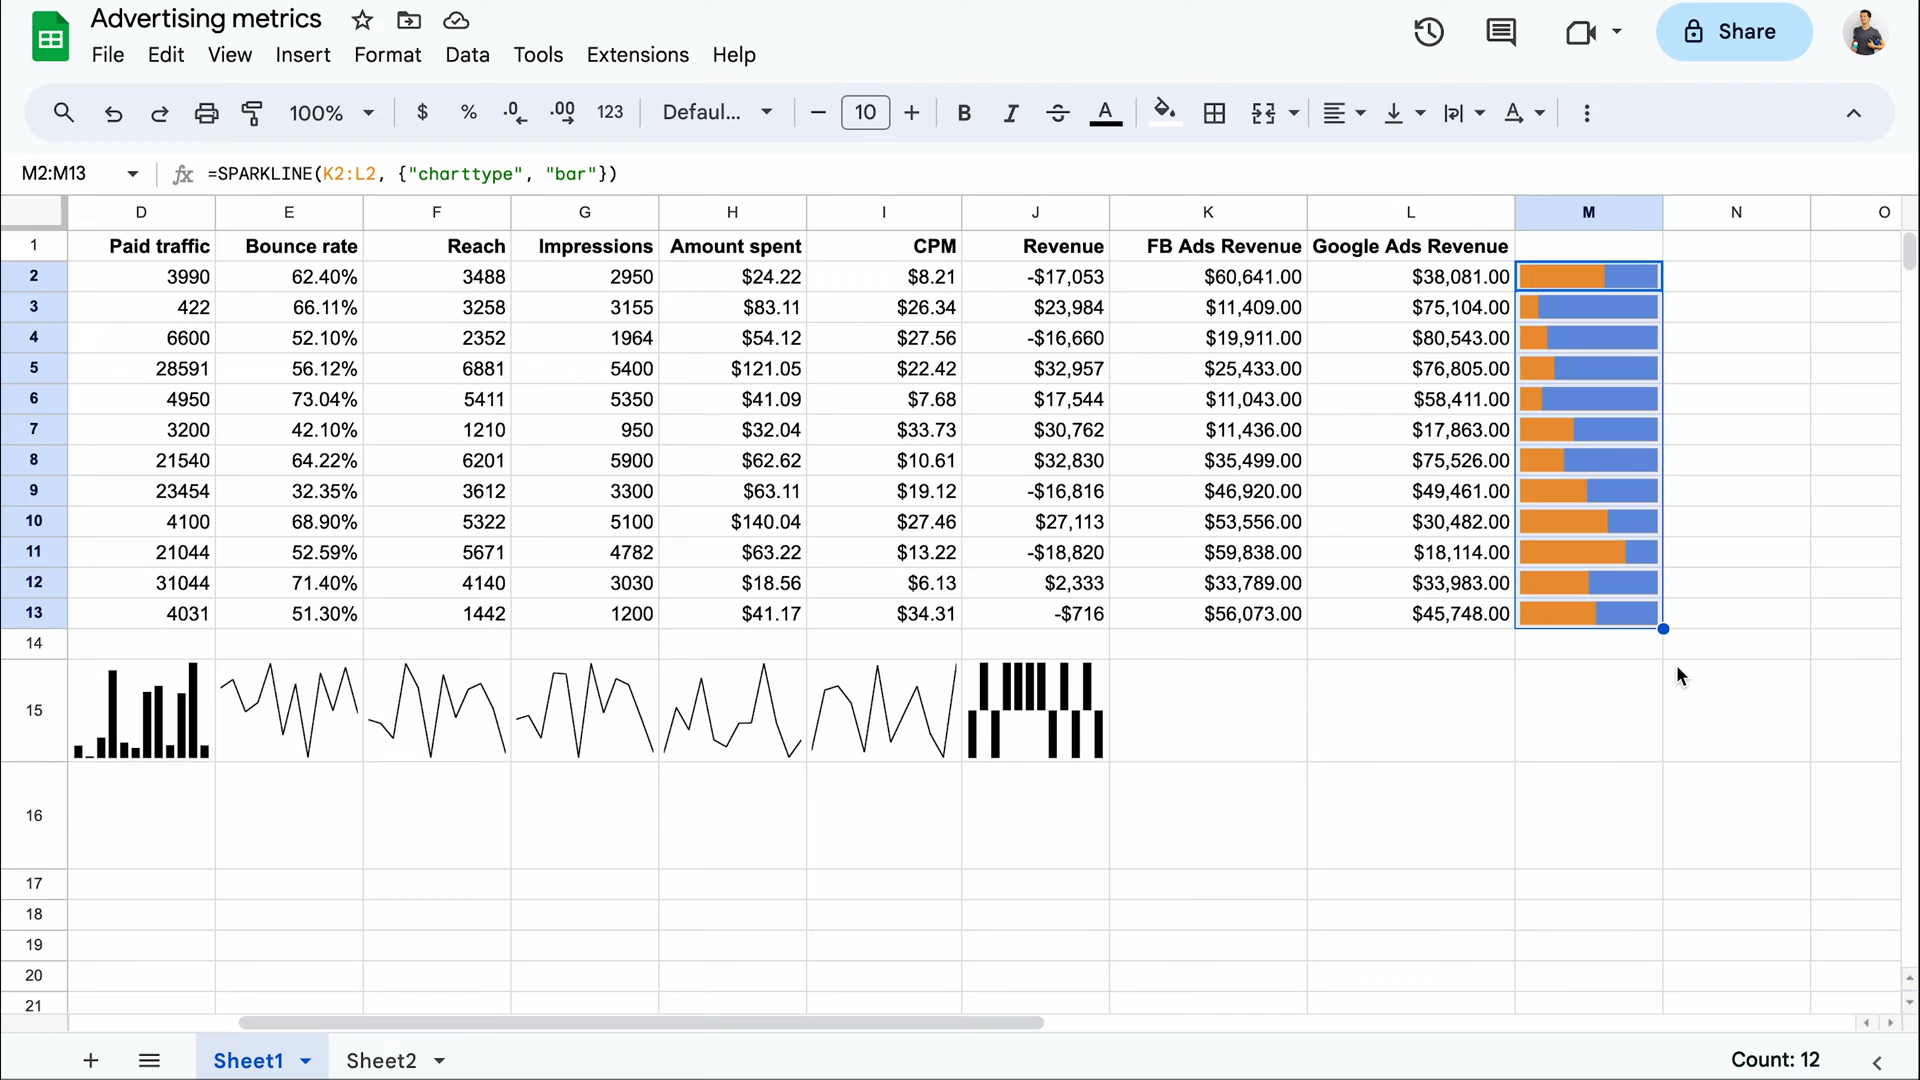 Advertising metrics
File Edit View Insert Format Data Tools Extensions Help
Share
100% $ % .0 .00 123 Defaul... − 10 + B I S A A
M2:M13 fx =SPARKLINE(K2:L2, {"charttype", "bar"})
D E F G H I J K L M N O
1 Paid traffic Bounce rate Reach Impressions Amount spent CPM Revenue FB Ads Revenue Google Ads Revenue
2 3990 62.40% 3488 2950 $24.22 $8.21 -$17,053 $60,641.00 $38,081.00
3 422 66.11% 3258 3155 $83.11 $26.34 $23,984 $11,409.00 $75,104.00
4 6600 52.10% 2352 1964 $54.12 $27.56 -$16,660 $19,911.00 $80,543.00
5 28591 56.12% 6881 5400 $121.05 $22.42 $32,957 $25,433.00 $76,805.00
6 4950 73.04% 5411 5350 $41.09 $7.68 $17,544 $11,043.00 $58,411.00
7 3200 42.10% 1210 950 $32.04 $33.73 $30,762 $11,436.00 $17,863.00
8 21540 64.22% 6201 5900 $62.62 $10.61 $32,830 $35,499.00 $75,526.00
9 23454 32.35% 3612 3300 $63.11 $19.12 -$16,816 $46,920.00 $49,461.00
10 4100 68.90% 5322 5100 $140.04 $27.46 $27,113 $53,556.00 $30,482.00
11 21044 52.59% 5671 4782 $63.22 $13.22 -$18,820 $59,838.00 $18,114.00
12 31044 71.40% 4140 3030 $18.56 $6.13 $2,333 $33,789.00 $33,983.00
13 4031 51.30% 1442 1200 $41.17 $34.31 -$716 $56,073.00 $45,748.00
14
15
16
17
18
19
20
21
+ Sheet1 Sheet2 Count: 12